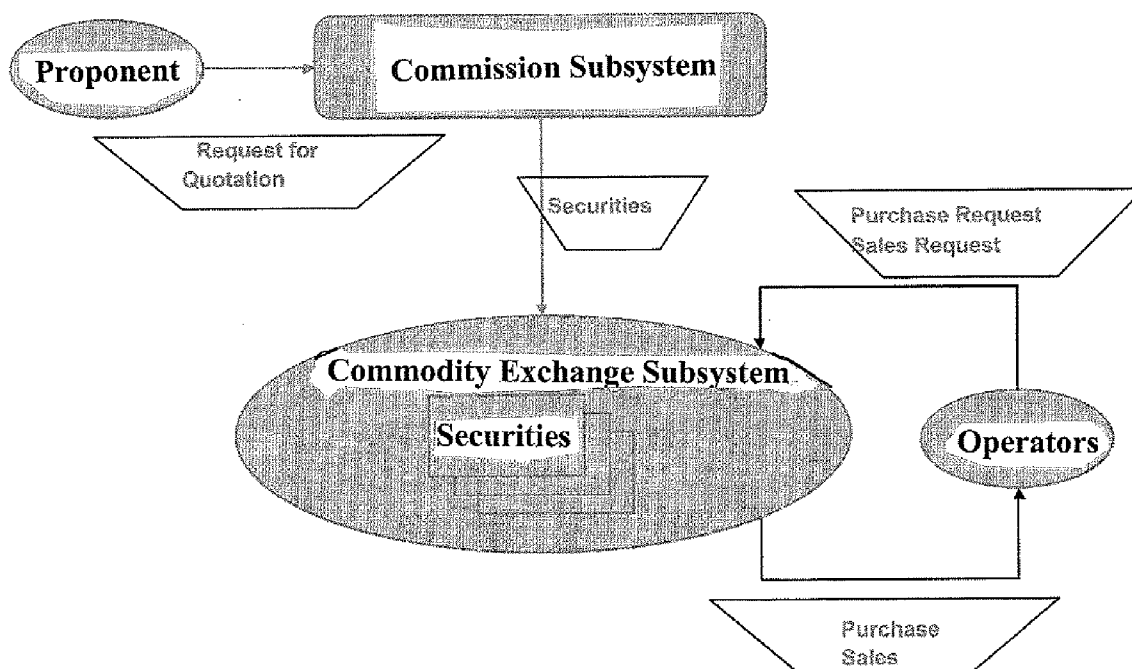 Proponent
Commission Subsystem
Request for
Quotation
Securities
Purchase Request
Sales Request
Commodity Exchange Subsystem
Securities
Operators
Purchase
Sales